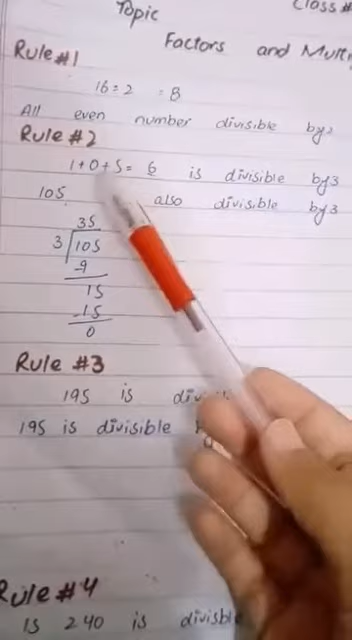 Topic
Class #
Factors and Mult
Rule #1
16 ÷ 2 = 8
All even number divisible by
Rule #2
1+0+5= 6 is divisible by 3
105 also divisible by 3
35
3 105
-9
15
-15
0
Rule #3
195 is
195 is divisible
Rule #4
Is 240 is divisble